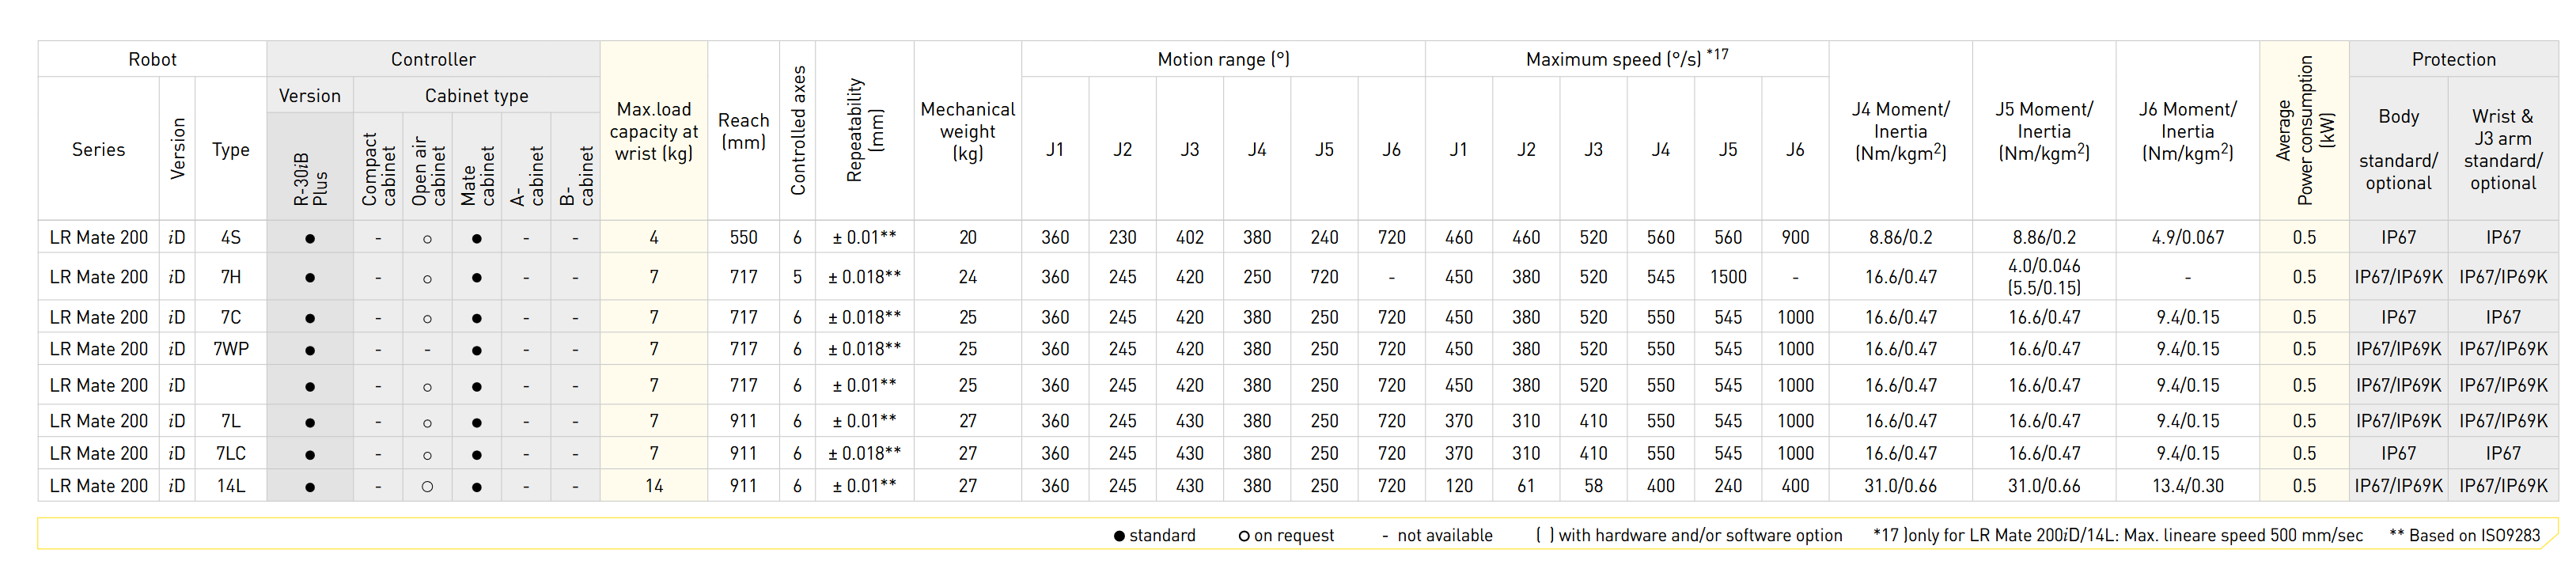 Robot Controller Max.load capacity at wrist (kg) Reach (mm) Controlled axes Repeatability (mm) Mechanical weight (kg) Motion range (°) Maximum speed (°/s) *17 J4 Moment/ Inertia (Nm/kgm²) J5 Moment/ Inertia (Nm/kgm²) J6 Moment/ Inertia (Nm/kgm²) Average Power consumption (kW) Protection
Series Version Type Version Cabinet type J1 J2 J3 J4 J5 J6 J1 J2 J3 J4 J5 J6 Body standard/ optional Wrist & J3 arm standard/ optional
R-30iB Plus Compact cabinet Open air cabinet Mate cabinet A- cabinet B- cabinet
LR Mate 200 iD 4S ● - ○ ● - - 4 550 6 ± 0.01** 20 360 230 402 380 240 720 460 460 520 560 560 900 8.86/0.2 8.86/0.2 4.9/0.067 0.5 IP67 IP67
LR Mate 200 iD 7H ● - ○ ● - - 7 717 5 ± 0.018** 24 360 245 420 250 720 - 450 380 520 545 1500 - 16.6/0.47 4.0/0.046 (5.5/0.15) - 0.5 IP67/IP69K IP67/IP69K
LR Mate 200 iD 7C ● - ○ ● - - 7 717 6 ± 0.018** 25 360 245 420 380 250 720 450 380 520 550 545 1000 16.6/0.47 16.6/0.47 9.4/0.15 0.5 IP67 IP67
LR Mate 200 iD 7WP ● - - ● - - 7 717 6 ± 0.018** 25 360 245 420 380 250 720 450 380 520 550 545 1000 16.6/0.47 16.6/0.47 9.4/0.15 0.5 IP67/IP69K IP67/IP69K
LR Mate 200 iD ● - ○ ● - - 7 717 6 ± 0.01** 25 360 245 420 380 250 720 450 380 520 550 545 1000 16.6/0.47 16.6/0.47 9.4/0.15 0.5 IP67/IP69K IP67/IP69K
LR Mate 200 iD 7L ● - ○ ● - - 7 911 6 ± 0.01** 27 360 245 430 380 250 720 370 310 410 550 545 1000 16.6/0.47 16.6/0.47 9.4/0.15 0.5 IP67/IP69K IP67/IP69K
LR Mate 200 iD 7LC ● - ○ ● - - 7 911 6 ± 0.018** 27 360 245 430 380 250 720 370 310 410 550 545 1000 16.6/0.47 16.6/0.47 9.4/0.15 0.5 IP67 IP67
LR Mate 200 iD 14L ● - ○ ● - - 14 911 6 ± 0.01** 27 360 245 430 380 250 720 120 61 58 400 240 400 31.0/0.66 31.0/0.66 13.4/0.30 0.5 IP67/IP69K IP67/IP69K
● standard ○ on request - not available ( ) with hardware and/or software option *17 )only for LR Mate 200iD/14L: Max. lineare speed 500 mm/sec ** Based on ISO9283